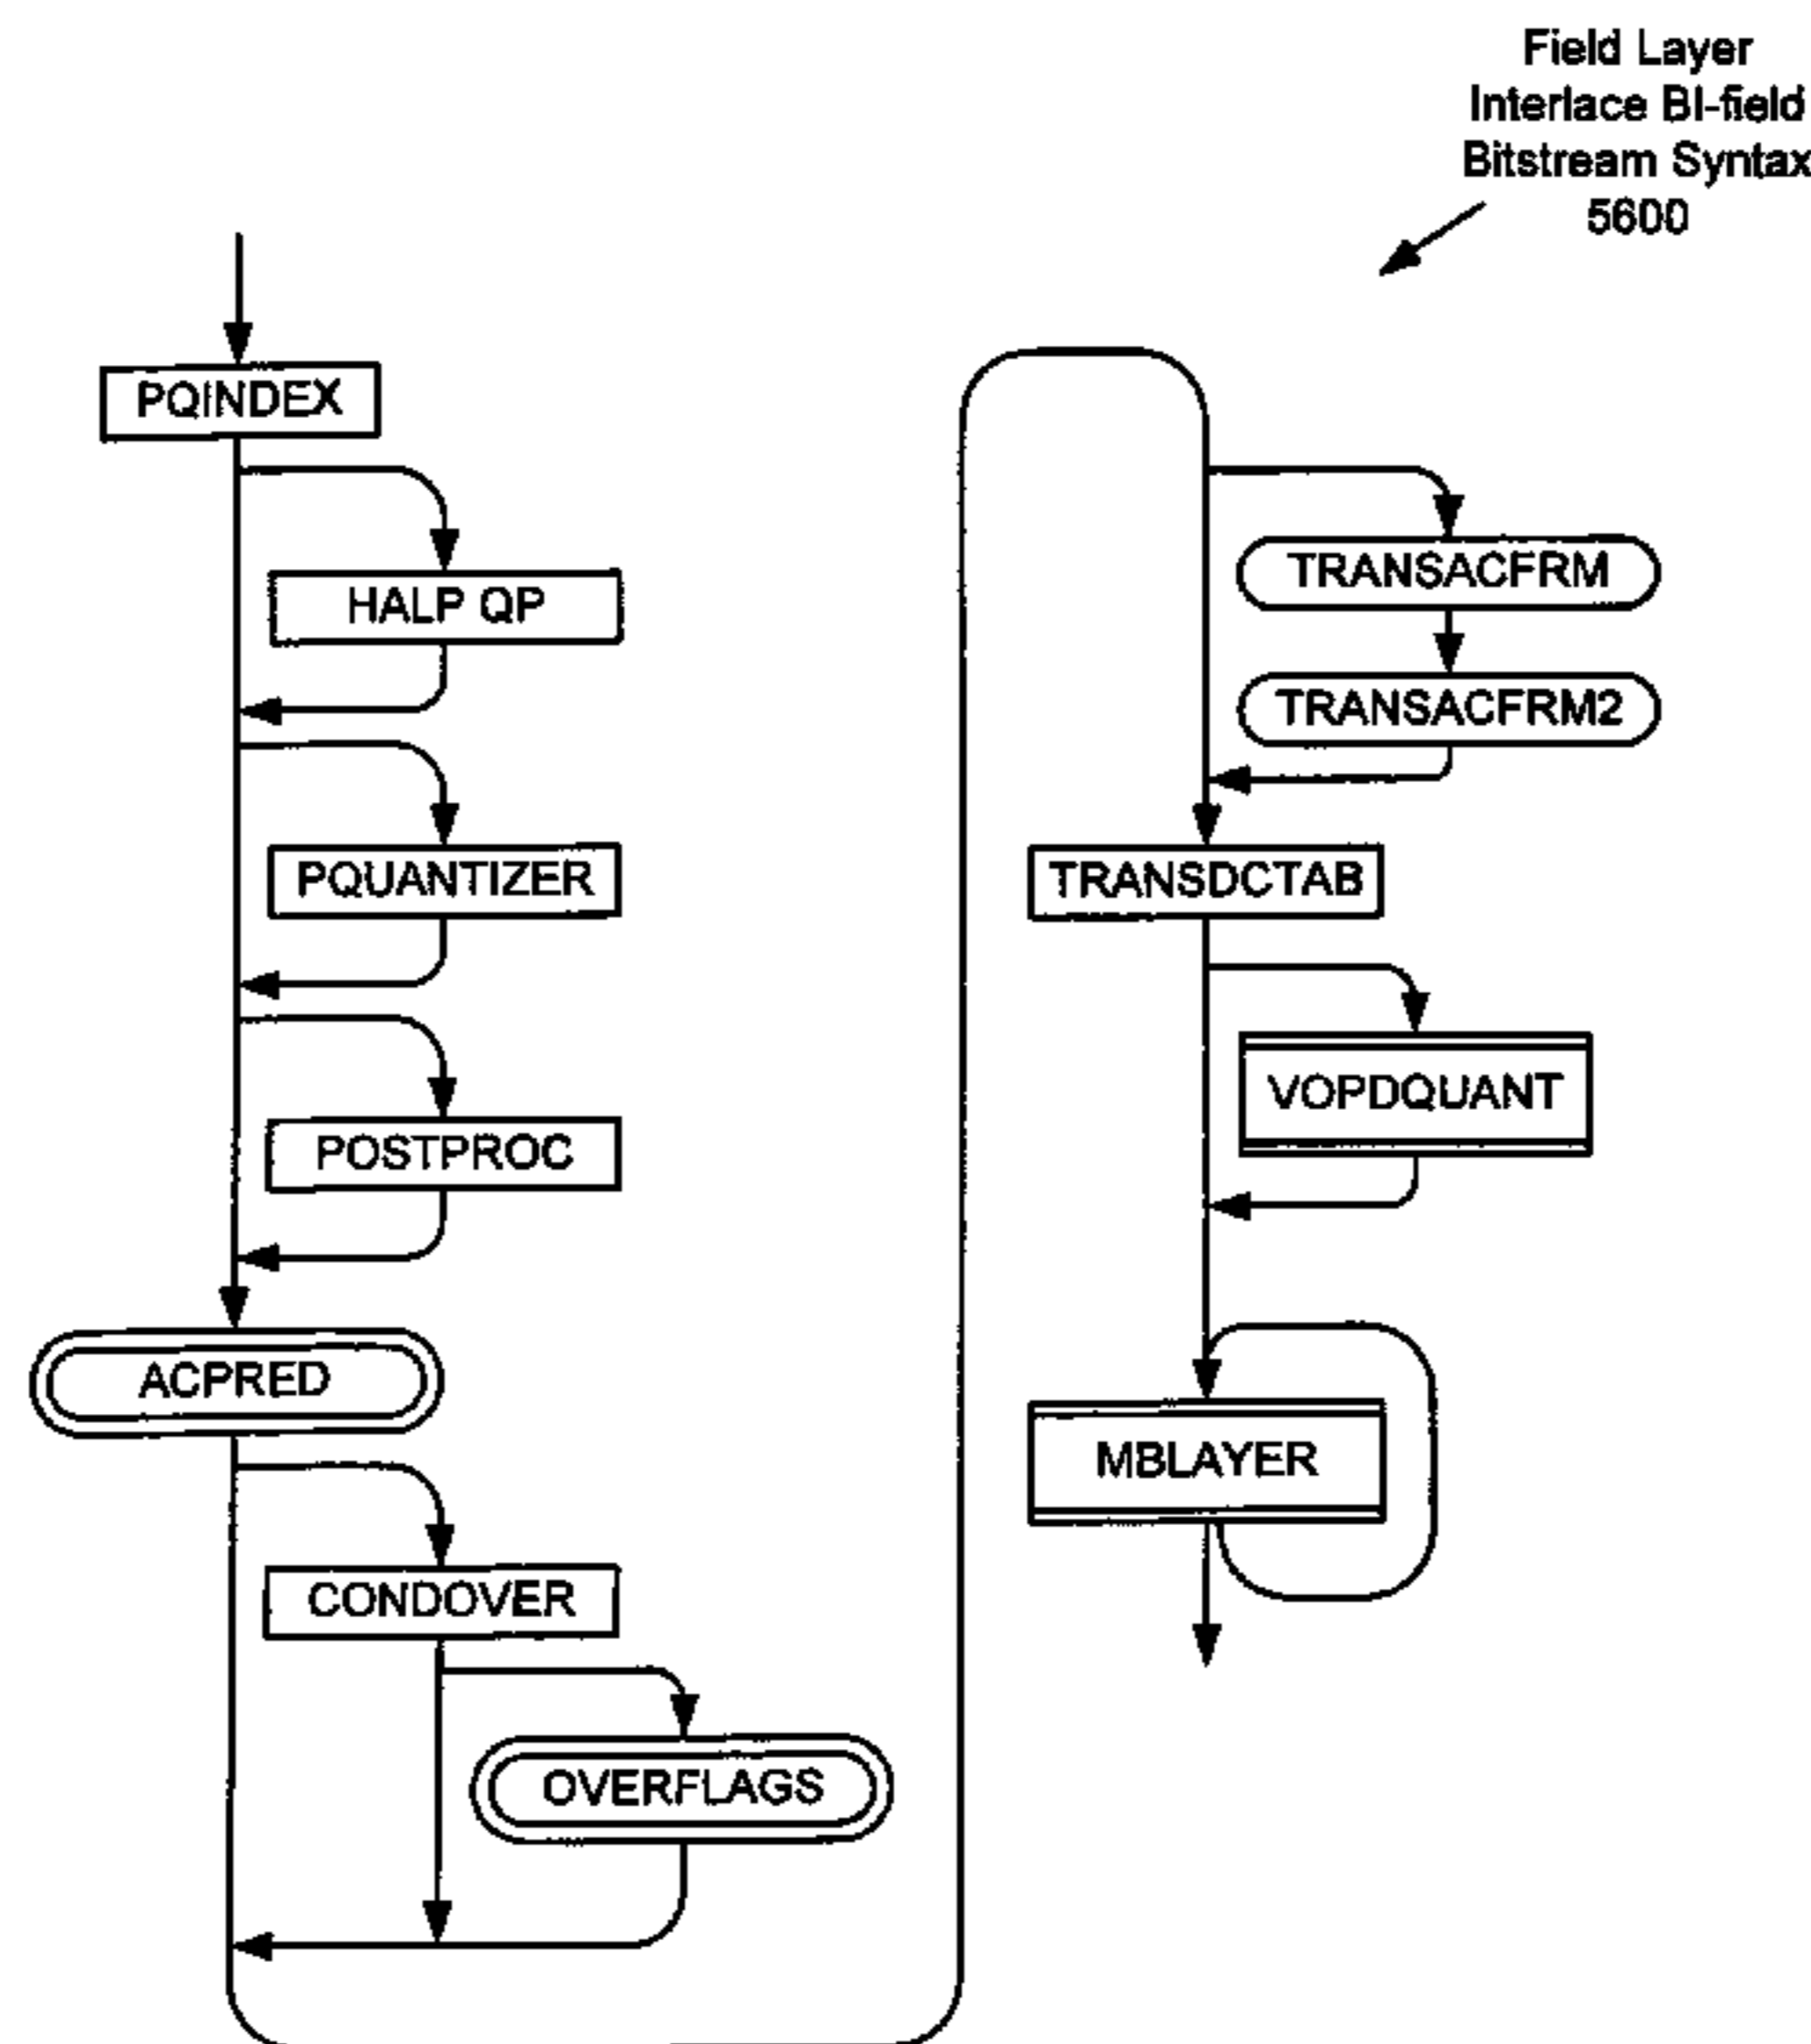 Field Layer
Interlace BI-field
Bitstream Syntax
5600
PQINDEX
HALP QP
PQUANTIZER
POSTPROC
ACPRED
CONDOVER
OVERFLAGS
TRANSACFRM
TRANSACFRM2
TRANSDCTAB
VOPDQUANT
MBLAYER